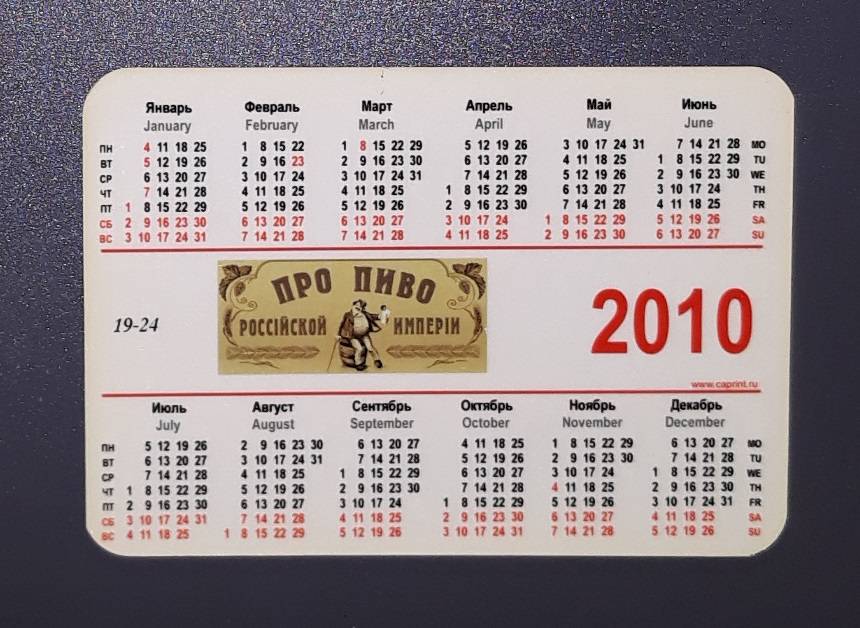 Январь Февраль Март Апрель Май Июнь
January February March April May June
ПН 4 11 18 25 1 8 15 22 1 8 15 22 29 5 12 19 26 3 10 17 24 31 7 14 21 28 MO
ВТ 5 12 19 26 2 9 16 23 2 9 16 23 30 6 13 20 27 4 11 18 25 1 8 15 22 29 TU
СР 6 13 20 27 3 10 17 24 3 10 17 24 31 7 14 21 28 5 12 19 26 2 9 16 23 30 WE
ЧТ 7 14 21 28 4 11 18 25 4 11 18 25 1 8 15 22 29 6 13 20 27 3 10 17 24 TH
ПТ 1 8 15 22 29 5 12 19 26 5 12 19 26 2 9 16 23 30 7 14 21 28 4 11 18 25 FR
СБ 2 9 16 23 30 6 13 20 27 6 13 20 27 3 10 17 24 1 8 15 22 29 5 12 19 26 SA
ВС 3 10 17 24 31 7 14 21 28 7 14 21 28 4 11 18 25 2 9 16 23 30 6 13 20 27 SU
19-24
ПРО ПИВО
РОССІЙСКОЙ ИМПЕРІИ
2010
www.caprint.ru
Июль Август Сентябрь Октябрь Ноябрь Декабрь
July August September October November December
ПН 5 12 19 26 2 9 16 23 30 6 13 20 27 4 11 18 25 1 8 15 22 29 6 13 20 27 MO
ВТ 6 13 20 27 3 10 17 24 31 7 14 21 28 5 12 19 26 2 9 16 23 30 7 14 21 28 TU
СР 7 14 21 28 4 11 18 25 1 8 15 22 29 6 13 20 27 3 10 17 24 1 8 15 22 29 WE
ЧТ 1 8 15 22 29 5 12 19 26 2 9 16 23 30 7 14 21 28 4 11 18 25 2 9 16 23 30 TH
ПТ 2 9 16 23 30 6 13 20 27 3 10 17 24 1 8 15 22 29 5 12 19 26 3 10 17 24 31 FR
СБ 3 10 17 24 31 7 14 21 28 4 11 18 25 2 9 16 23 30 6 13 20 27 4 11 18 25 SA
ВС 4 11 18 25 1 8 15 22 29 5 12 19 26 3 10 17 24 31 7 14 21 28 5 12 19 26 SU